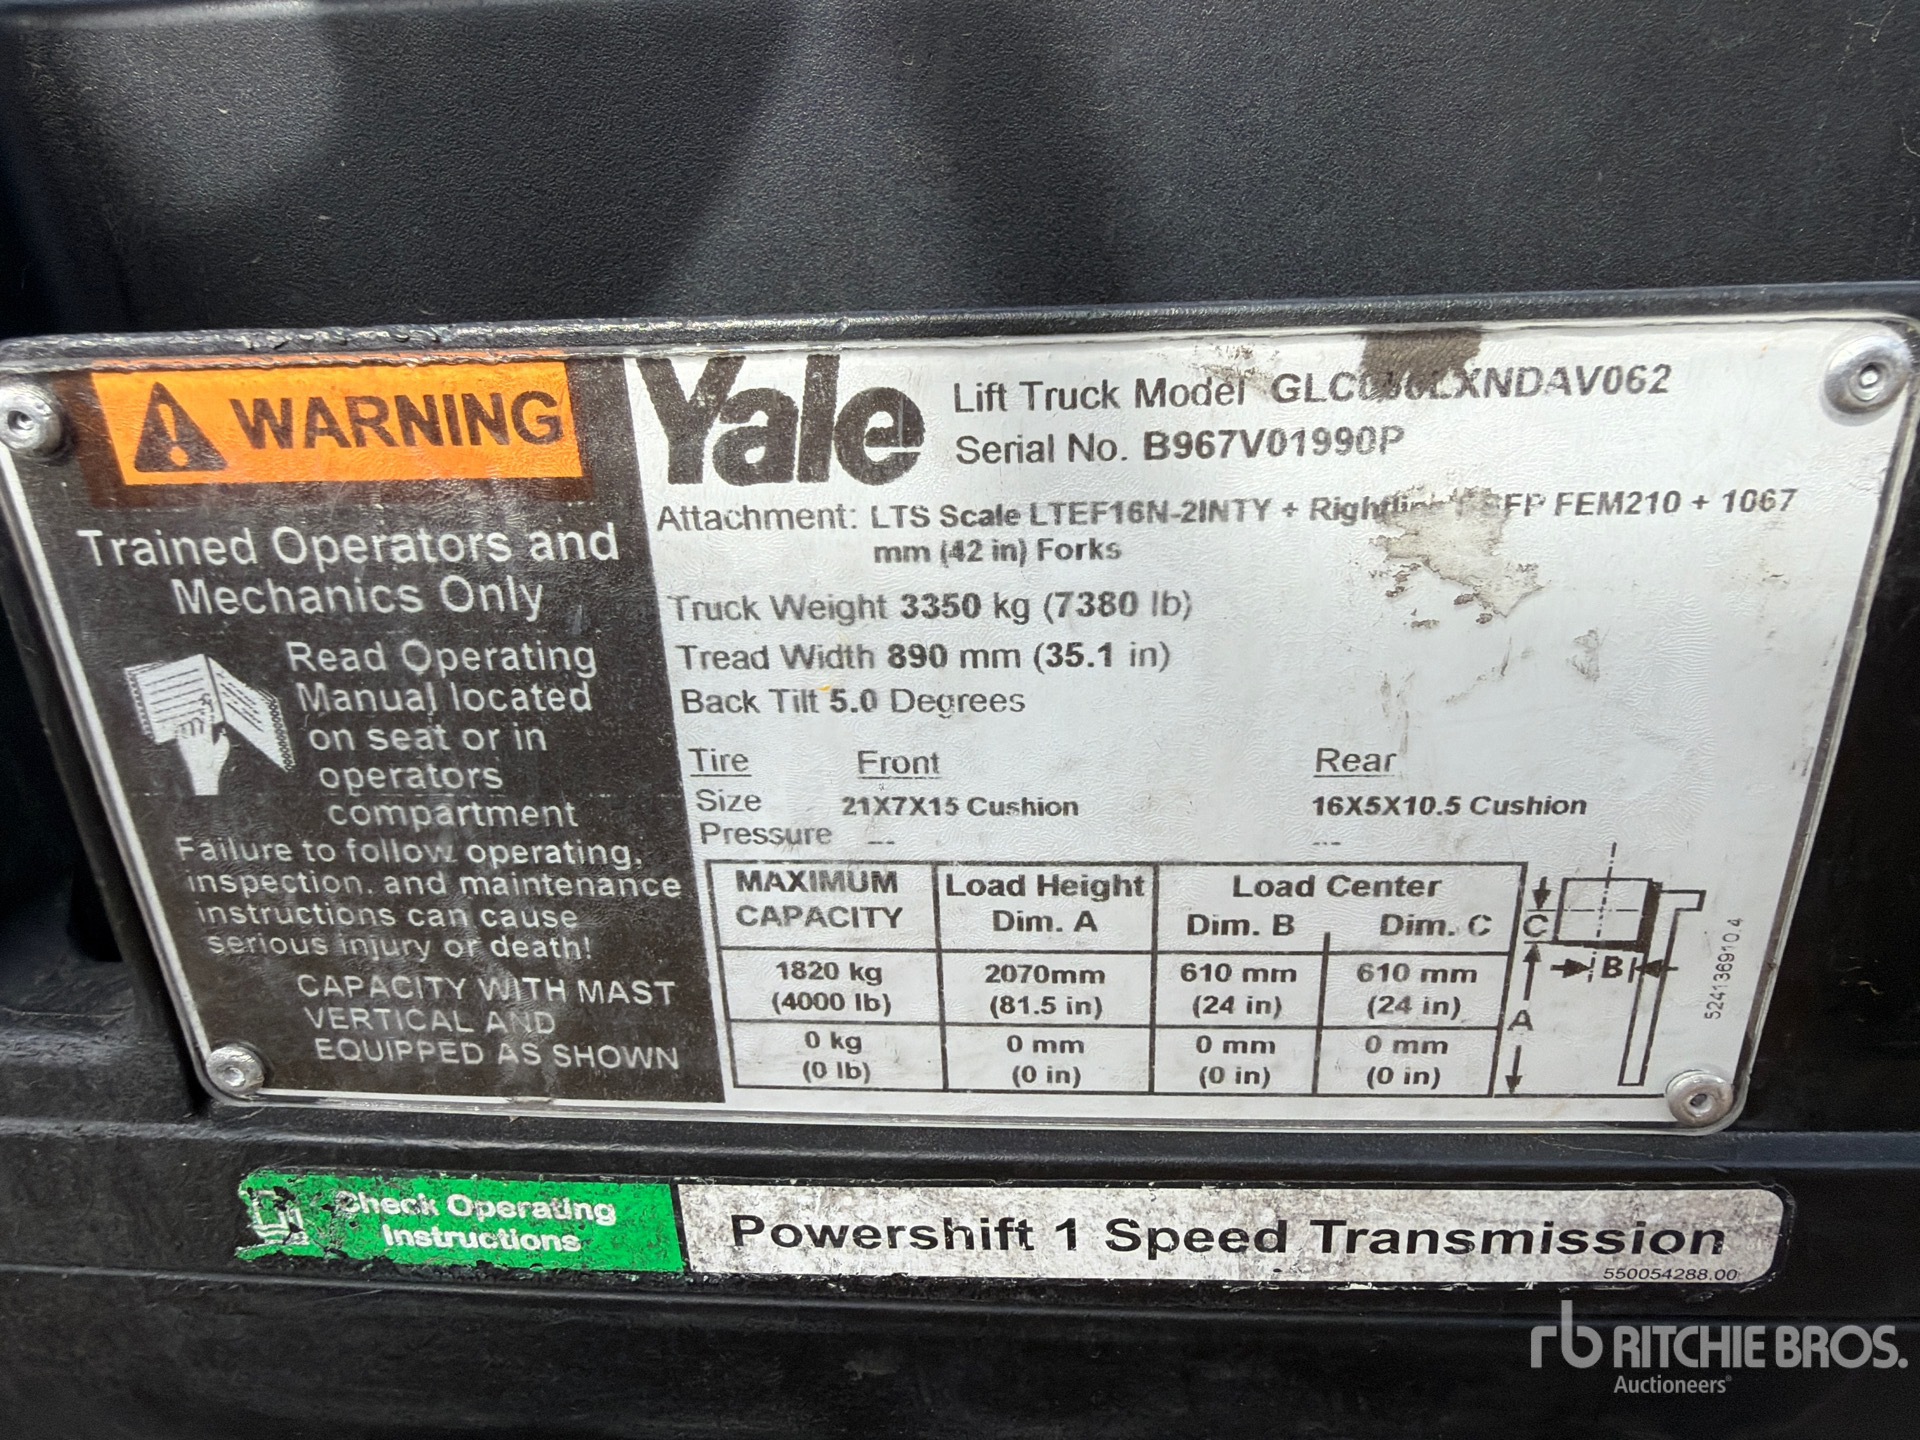 WARNING
Trained Operators and
Mechanics Only
Read Operating
Manual located
on seat or in
operators
compartment
Failure to follow operating,
inspection, and maintenance
instructions can cause
serious injury or death!
CAPACITY WITH MAST
VERTICAL AND
EQUIPPED AS SHOWN
Yale
Lift Truck Model
Serial No. B967V01990P
Attachment: LTS Scale LTEF16N-2INTY + FEM210 + 1067
mm (42 in) Forks
Truck Weight 3350 kg (7380 lb)
Tread Width 890 mm (35.1 in)
Back Tilt 5.0 Degrees
Tire Front Rear
Size 21X7X15 Cushion 16X5X10.5 Cushion
Pressure --- ---
MAXIMUM CAPACITY Load Height Dim. A Load Center Dim. B Dim. C
1820 kg 2070mm 610 mm 610 mm
(4000 lb) (81.5 in) (24 in) (24 in)
0 kg 0 mm 0 mm 0 mm
(0 lb) (0 in) (0 in) (0 in)
C
B
A
524136910.4
Check Operating
Instructions
Powershift 1 Speed Transmission
550054288.00
rb RITCHIE BROS.
Auctioneers